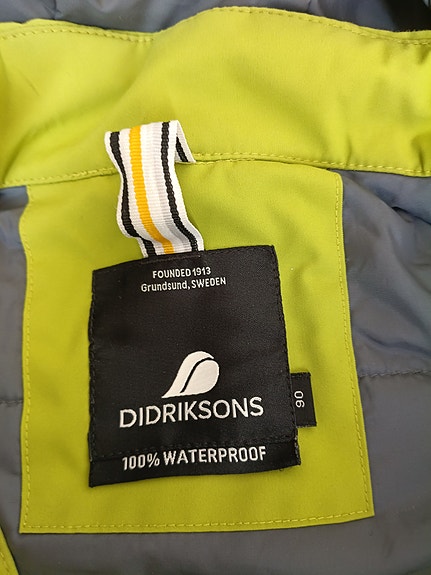 FOUNDED 1913
Grundsund, SWEDEN
DIDRIKSONS
90
100% WATERPROOF